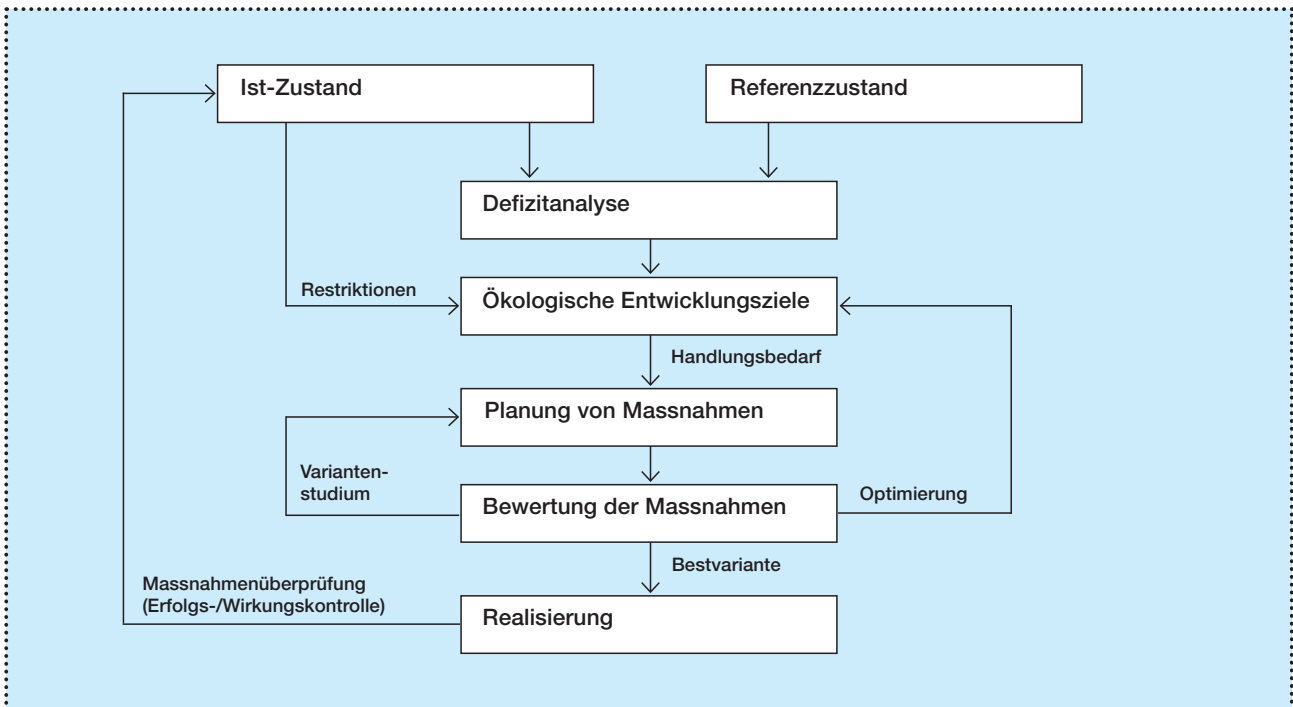 Ist-Zustand
Referenzzustand
Defizitanalyse
Restriktionen
Ökologische Entwicklungsziele
Handlungsbedarf
Planung von Massnahmen
Varianten-
studium
Bewertung der Massnahmen
Optimierung
Bestvariante
Massnahmenüberprüfung
(Erfolgs-/Wirkungskontrolle)
Realisierung